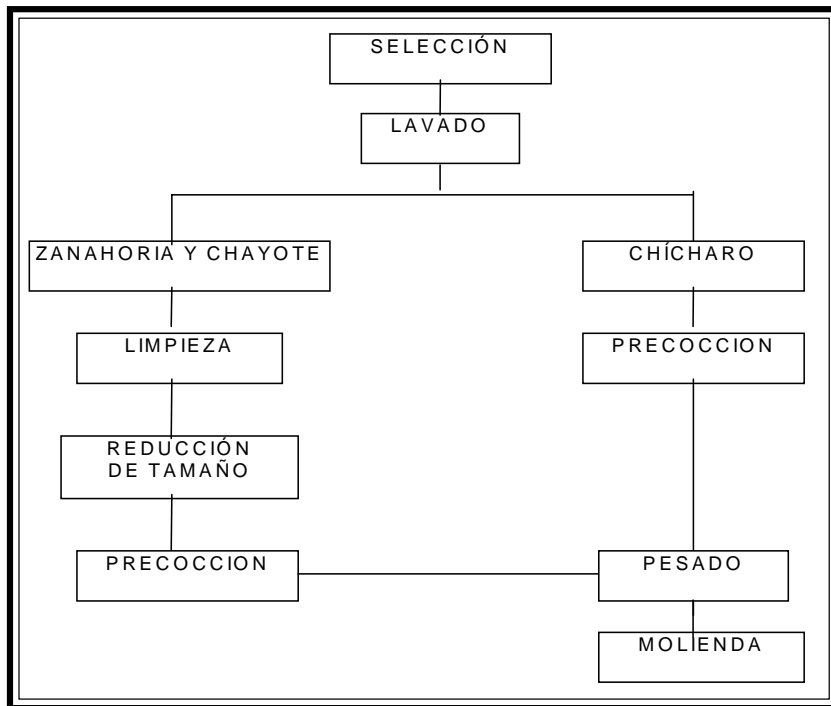 SELECCIÓN
LAVADO
ZANAHORIA Y CHAYOTE
CHÍCHARO
LIMPIEZA
PRECOCCION
REDUCCIÓN
DE TAMAÑO
PRECOCCION
PESADO
MOLIENDA